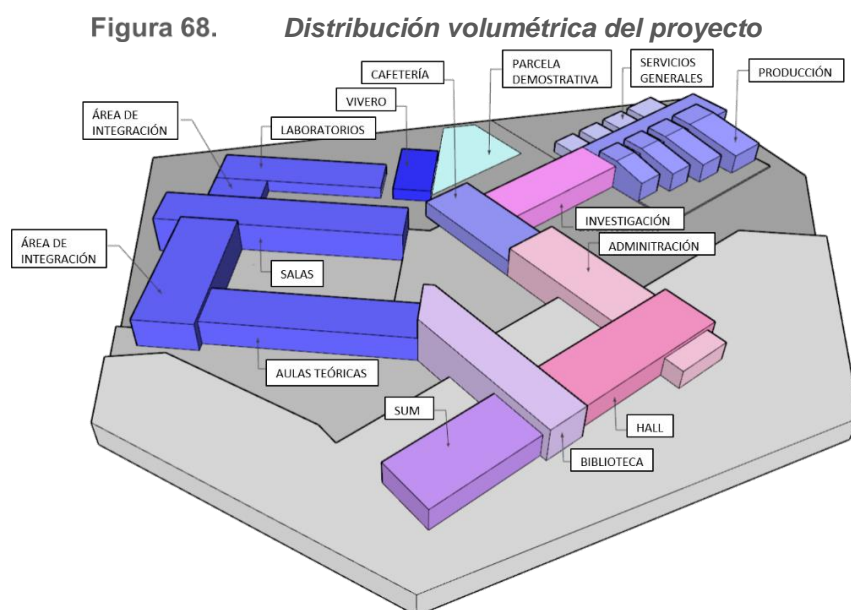 Figura 68. Distribución volumétrica del proyecto
CAFETERÍA
PARCELA
DEMOSTRATIVA
SERVICIOS
GENERALES
PRODUCCIÓN
VIVERO
ÁREA DE
INTEGRACIÓN
LABORATORIOS
INVESTIGACIÓN
ADMINITRACIÓN
ÁREA DE
INTEGRACIÓN
SALAS
AULAS TEÓRICAS
SUM
HALL
BIBLIOTECA